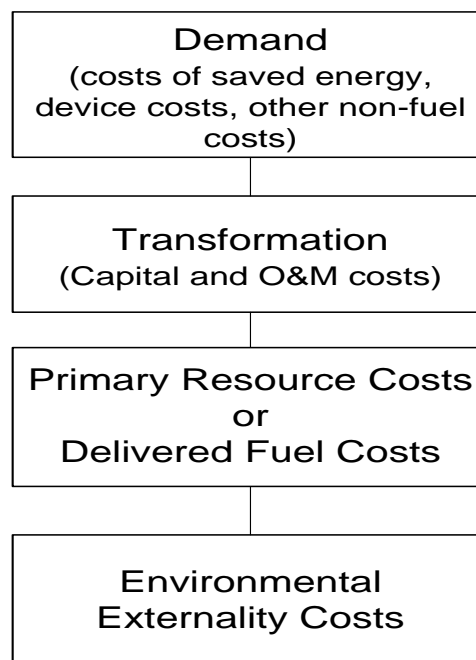 Demand
(costs of saved energy,
device costs, other non-fuel
costs)
Transformation
(Capital and O&M costs)
Primary Resource Costs
or
Delivered Fuel Costs
Environmental
Externality Costs